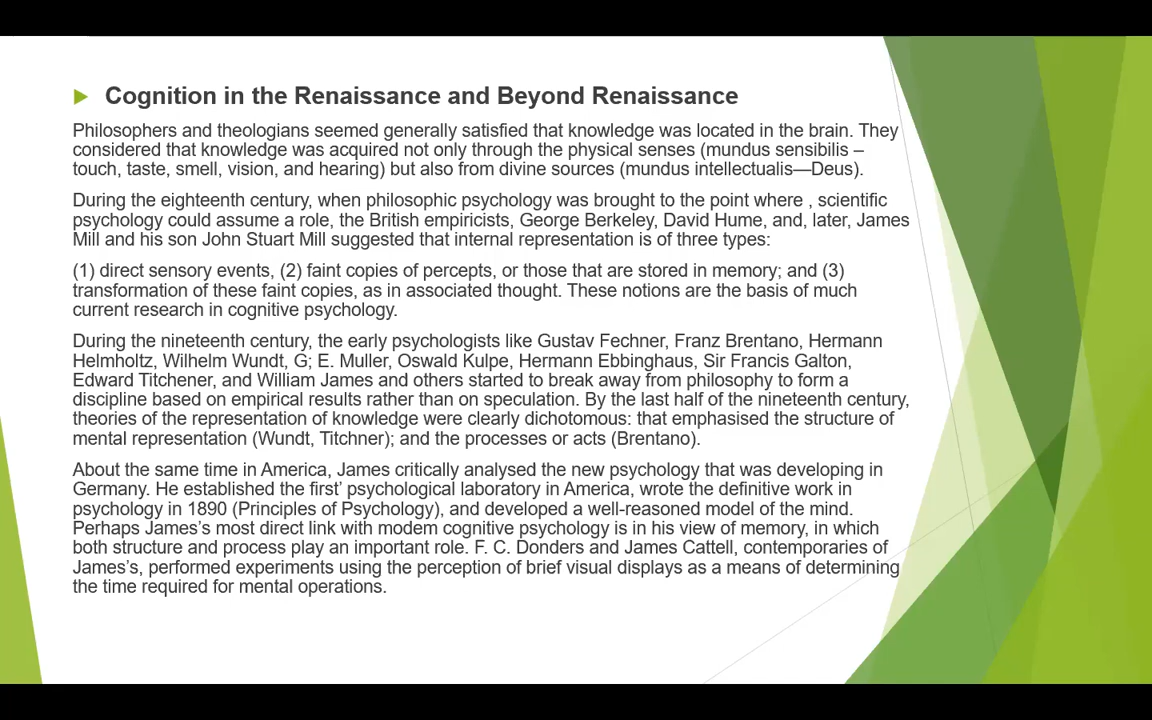 Cognition in the Renaissance and Beyond Renaissance
Philosophers and theologians seemed generally satisfied that knowledge was located in the brain. They
considered that knowledge was acquired not only through the physical senses (mundus sensibilis –
touch, taste, smell, vision, and hearing) but also from divine sources (mundus intellectualis—Deus).
During the eighteenth century, when philosophic psychology was brought to the point where , scientific
psychology could assume a role, the British empiricists, George Berkeley, David Hume, and, later, James
Mill and his son John Stuart Mill suggested that internal representation is of three types:
(1) direct sensory events, (2) faint copies of percepts, or those that are stored in memory; and (3)
transformation of these faint copies, as in associated thought. These notions are the basis of much
current research in cognitive psychology.
During the nineteenth century, the early psychologists like Gustav Fechner, Franz Brentano, Hermann
Helmholtz, Wilhelm Wundt, G; E. Muller, Oswald Kulpe, Hermann Ebbinghaus, Sir Francis Galton,
Edward Titchener, and William James and others started to break away from philosophy to form a
discipline based on empirical results rather than on speculation. By the last half of the nineteenth century,
theories of the representation of knowledge were clearly dichotomous: that emphasised the structure of
mental representation (Wundt, Titchner); and the processes or acts (Brentano).
About the same time in America, James critically analysed the new psychology that was developing in
Germany. He established the first’ psychological laboratory in America, wrote the definitive work in
psychology in 1890 (Principles of Psychology), and developed a well-reasoned model of the mind.
Perhaps James’s most direct link with modem cognitive psychology is in his view of memory, in which
both structure and process play an important role. F. C. Donders and James Cattell, contemporaries of
James’s, performed experiments using the perception of brief visual displays as a means of determining
the time required for mental operations.